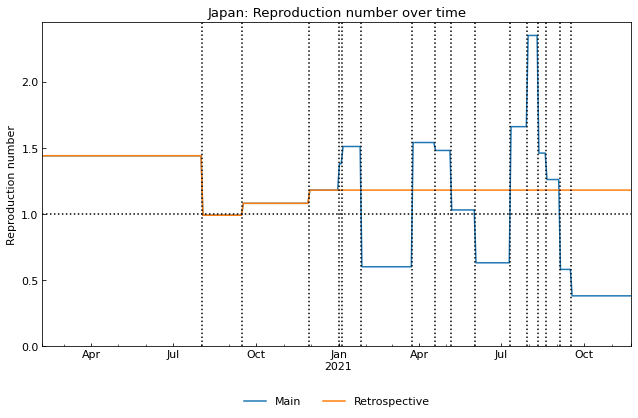 Japan: Reproduction number over time
Reproduction number
2.0
1.5
1.0
0.5
0.0
Apr Jul Oct Jan Apr Jul Oct
2021
Main Retrospective